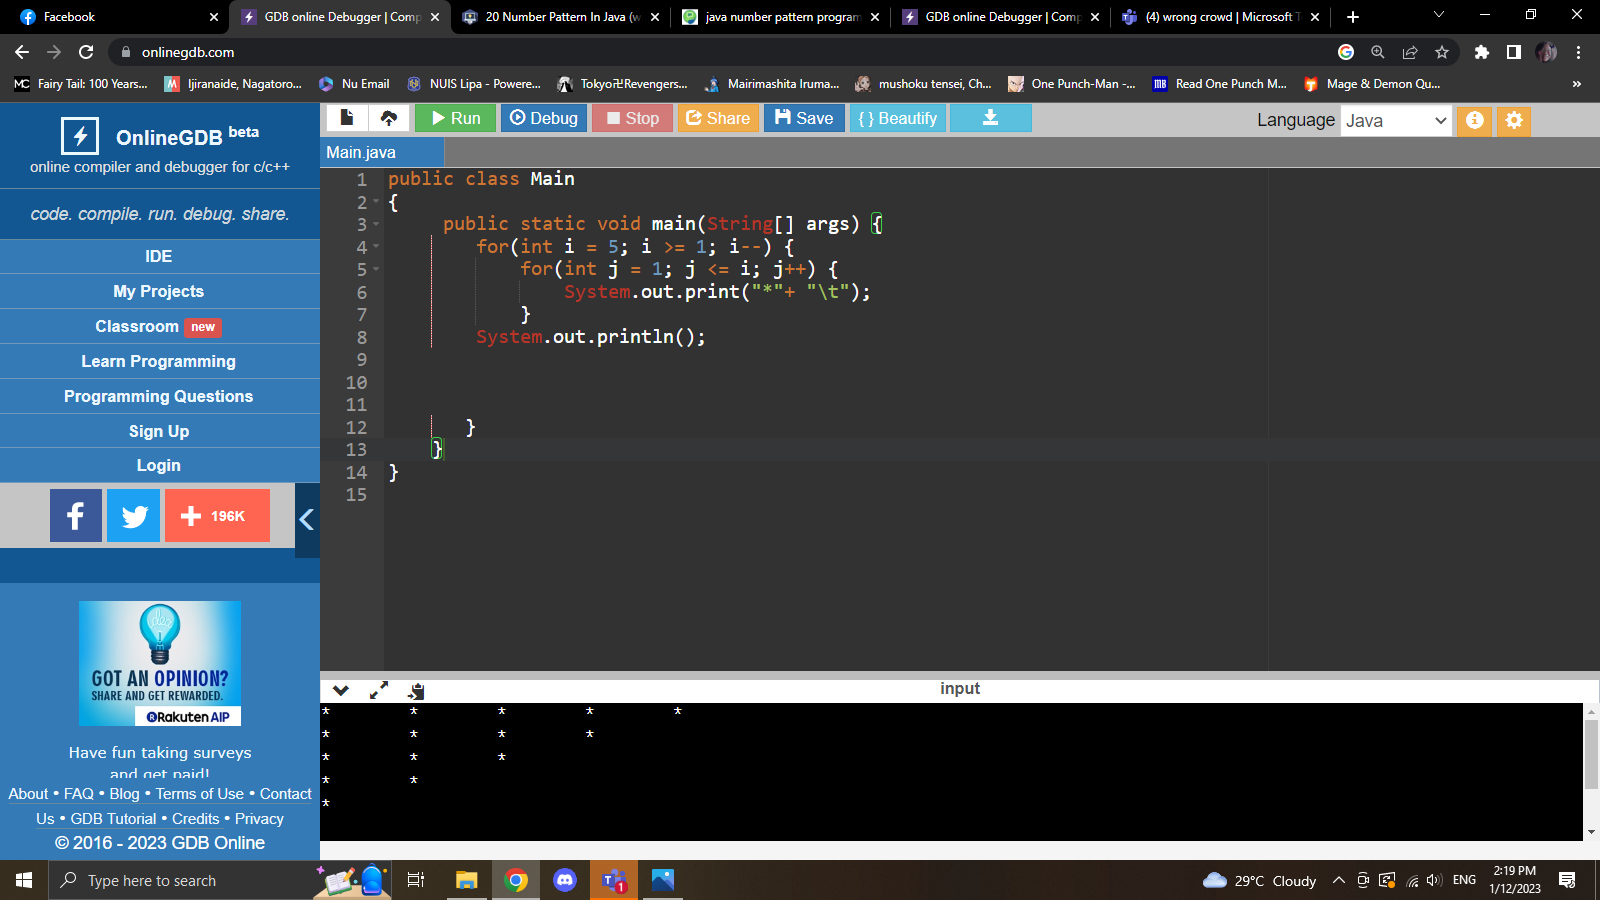 Facebook
GDB online Debugger | Comp
20 Number Pattern In Java (w
java number pattern program
GDB online Debugger | Comp
(4) wrong crowd | Microsoft T
onlinegdb.com
MC Fairy Tail: 100 Years...
M Ijiranaide, Nagatoro...
Nu Email
NUIS Lipa - Powere...
Tokyo卍Revengers...
Mairimashita Iruma...
mushoku tensei, Ch...
One Punch-Man -...
MB Read One Punch M...
Mage & Demon Qu...
»
OnlineGDB beta
online compiler and debugger for c/c++
code. compile. run. debug. share.
IDE
My Projects
Classroom new
Learn Programming
Programming Questions
Sign Up
Login
196K
GOT AN OPINION?
SHARE AND GET REWARDED.
Rakuten AIP
Have fun taking surveys
and get paid!
About • FAQ • Blog • Terms of Use • Contact
Us • GDB Tutorial • Credits • Privacy
© 2016 - 2023 GDB Online
Run Debug Stop Share Save { } Beautify
Language Java
Main.java
1 public class Main
2 {
3 public static void main(String[] args) {
4 for(int i = 5; i >= 1; i--) {
5 for(int j = 1; j <= i; j++) {
6 System.out.print("*"+ "\t");
7 }
8 System.out.println();
9
10
11
12 }
13 }
14 }
15
input
* * * * *
* * * *
* * *
* *
*
Type here to search
1
29°C Cloudy
ENG
2:19 PM
1/12/2023